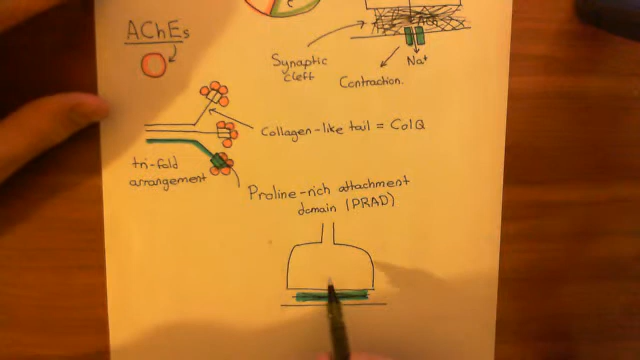 AChEs
Synaptic
cleft
Na⁺
Contraction.
Collagen-like tail = ColQ
tri-fold
arrangement
Proline-rich attachment
domain (PRAD)